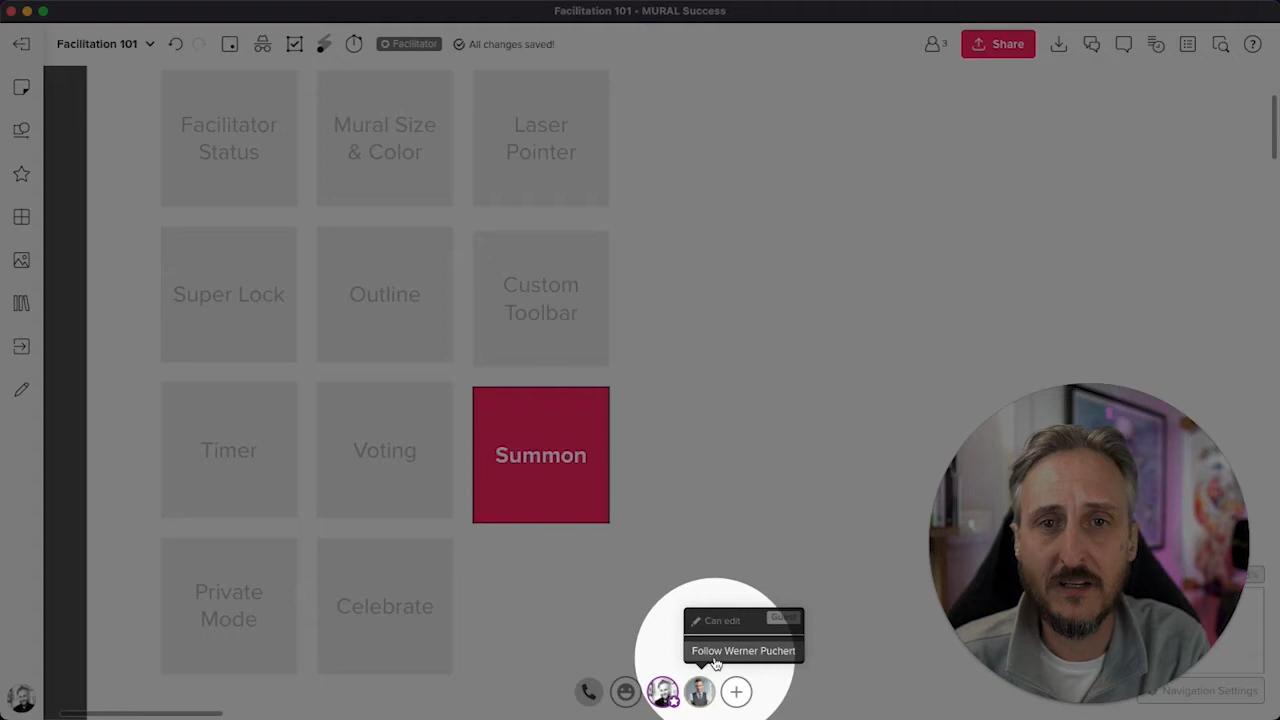 Facilitation 101 • MURAL Success
Facilitation 101
Facilitator
All changes saved!
3
Share
Facilitator
Status
Mural Size
& Color
Laser
Pointer
Super Lock
Outline
Custom
Toolbar
Timer
Voting
Summon
Private
Mode
Celebrate
Can edit
Guest
Follow Werner Puchert
Navigation Settings